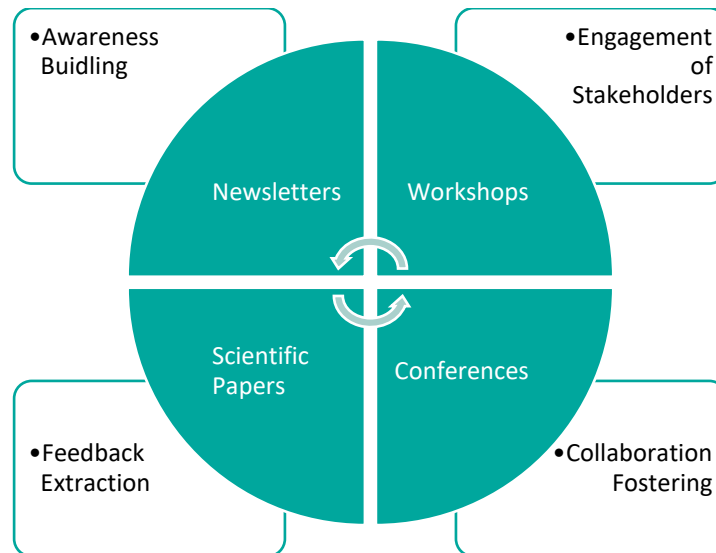 •Awareness
Buidling
•Engagement
of
Stakeholders
Newsletters
Workshops
Scientific
Papers
Conferences
•Feedback
Extraction
•Collaboration
Fostering